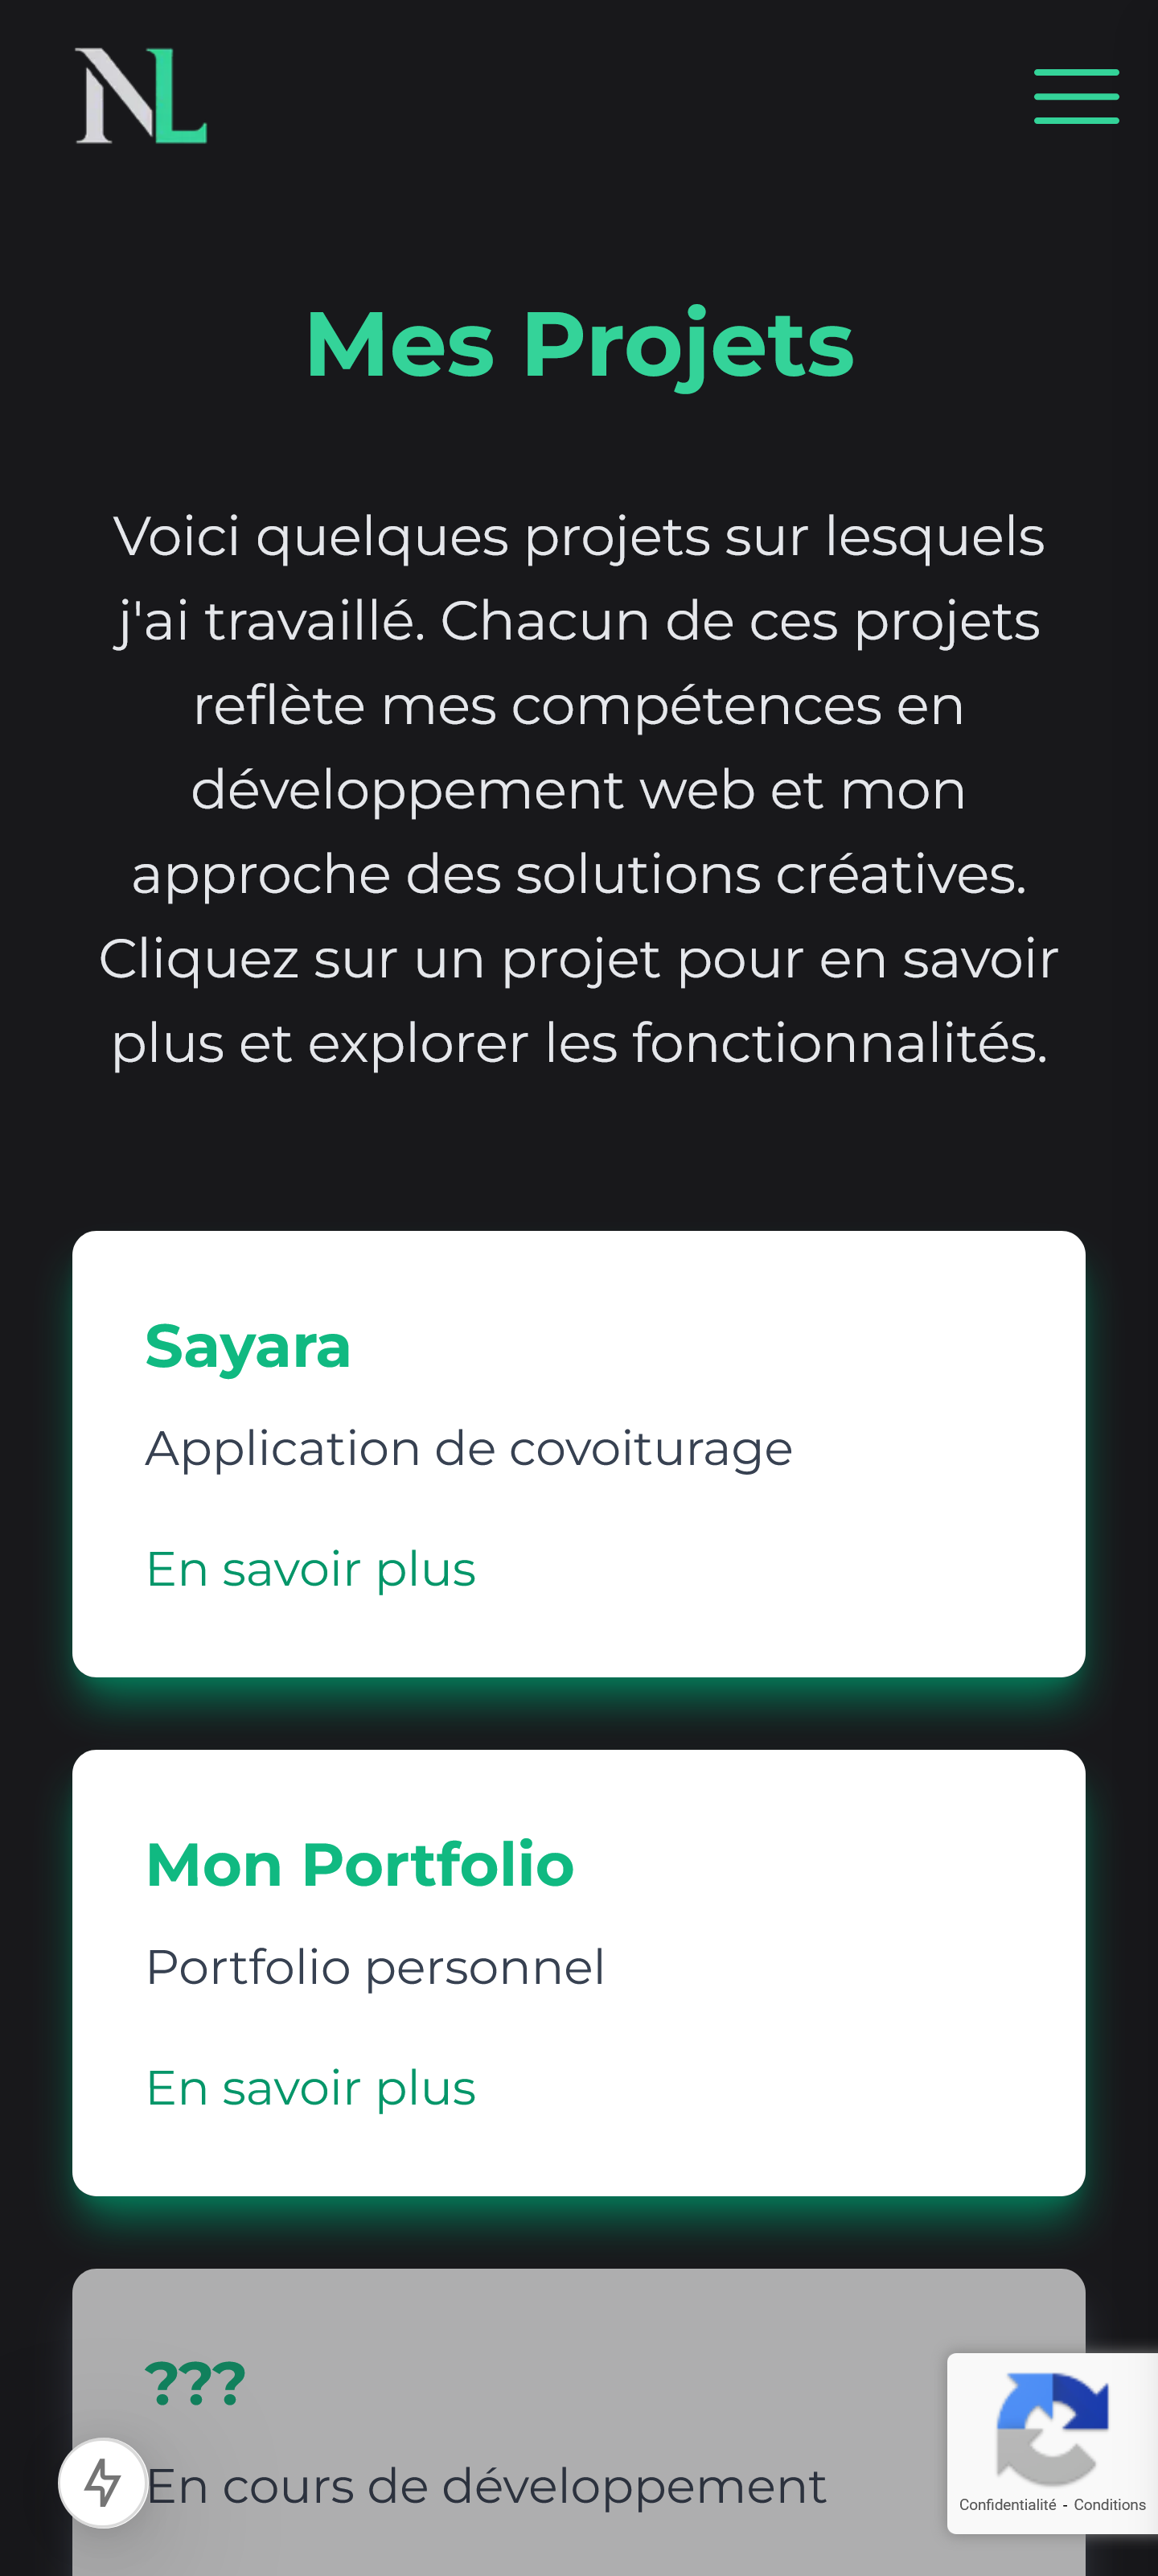 NL
Mes Projets
Voici quelques projets sur lesquels
j'ai travaillé. Chacun de ces projets
reflète mes compétences en
développement web et mon
approche des solutions créatives.
Cliquez sur un projet pour en savoir
plus et explorer les fonctionnalités.
Sayara
Application de covoiturage
En savoir plus
Mon Portfolio
Portfolio personnel
En savoir plus
???
En cours de développement
Confidentialité - Conditions